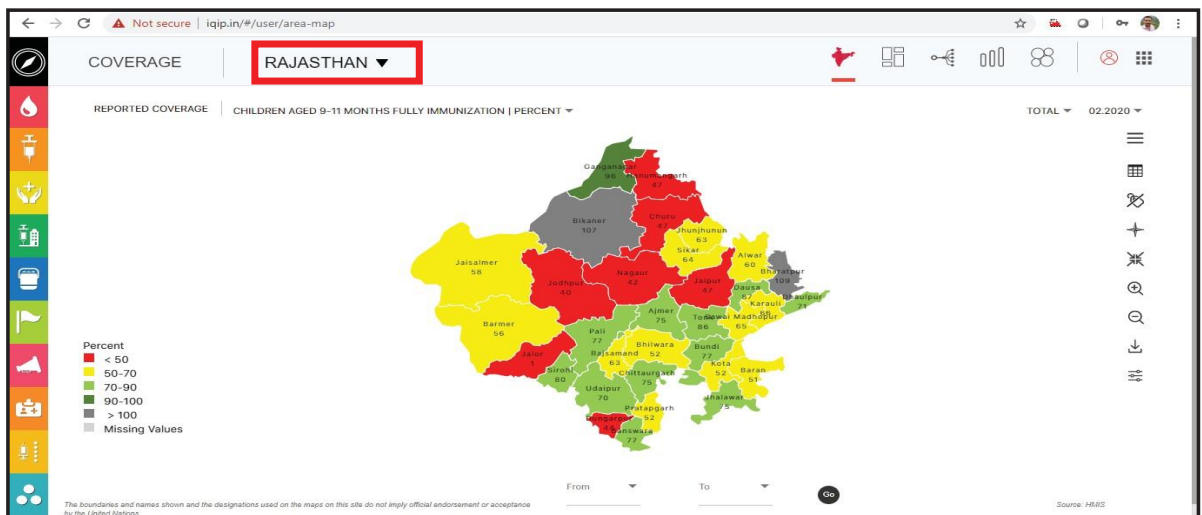 Not secure | iqip.in/#/user/area-map
COVERAGE
RAJASTHAN
REPORTED COVERAGE
CHILDREN AGED 9-11 MONTHS FULLY IMMUNIZATION | PERCENT
TOTAL
02.2020
Ganganagar
96
Hanumangarh
47
Bikaner
107
Churu
47
Jhunjhunun
63
Sikar
64
Alwar
60
Bharatpur
109
Jaisalmer
58
Jodhpur
40
Nagaur
42
Jaipur
47
Dausa
87
Dhaulpur
71
Karauli
Barmer
56
Ajmer
75
Tonk
86
Sawai Madhopur
65
Pali
77
Jalor
1
Rajsamand
63
Bhilwara
52
Bundi
77
Kota
52
Baran
51
Sirohi
80
Chittaurgarh
75
Udaipur
70
Jhalawar
75
Pratapgarh
52
Dungarpur
Banswara
77
Percent
< 50
50-70
70-90
90-100
> 100
Missing Values
From
To
Go
The boundaries and names shown and the designations used on the maps on this site do not imply official endorsement or acceptance
by the United Nations
Source: HMIS